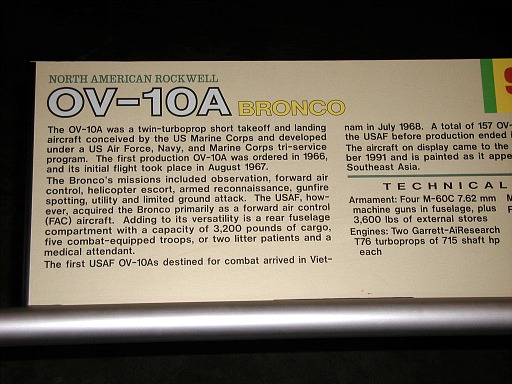 NORTH AMERICAN ROCKWELL
OV-10A BRONCO
The OV-10A was a twin-turboprop short takeoff and landing
aircraft conceived by the US Marine Corps and developed
under a US Air Force, Navy, and Marine Corps tri-service
program. The first production OV-10A was ordered in 1966,
and its initial flight took place in August 1967.
The Bronco's missions included observation, forward air
control, helicopter escort, armed reconnaissance, gunfire
spotting, utility and limited ground attack. The USAF, how-
ever, acquired the Bronco primarily as a forward air control
(FAC) aircraft. Adding to its versatility is a rear fuselage
compartment with a capacity of 3,200 pounds of cargo,
five combat-equipped troops, or two litter patients and a
medical attendant.
The first USAF OV-10As destined for combat arrived in Viet-
nam in July 1968. A total of 157 OV-
the USAF before production ended
The aircraft on display came to the
ber 1991 and is painted as it appe
Southeast Asia.
TECHNICAL
Armament: Four M-60C 7.62 mm
machine guns in fuselage, plus
3,600 lbs of external stores
Engines: Two Garrett-AiResearch
T76 turboprops of 715 shaft hp
each